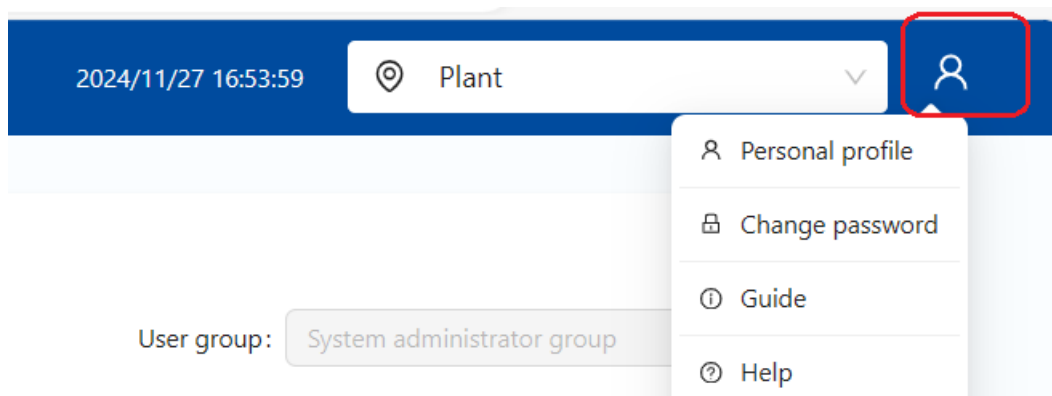 2024/11/27 16:53:59
Plant
Personal profile
Change password
Guide
User group:
System administrator group
Help